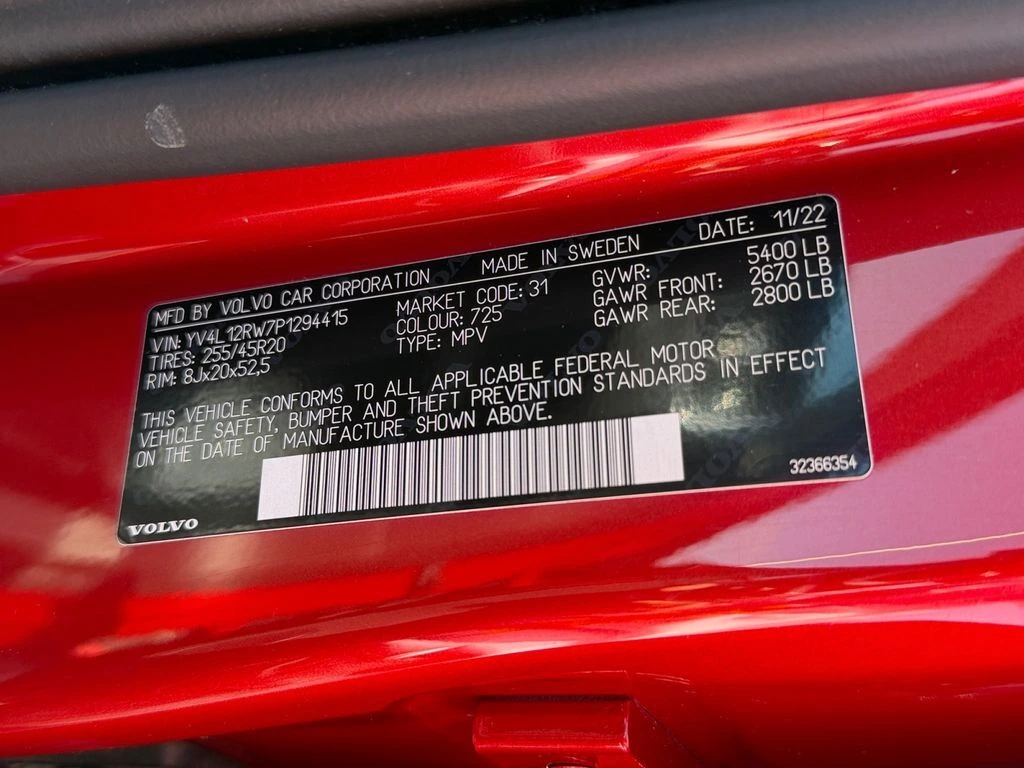 MFD BY VOLVO CAR CORPORATION MADE IN SWEDEN DATE: 11/22
VIN: YV4L12RW7P1294415 MARKET CODE: 31 GVWR: 5400 LB
TIRES: 255/45R20 COLOUR: 725 GAWR FRONT: 2670 LB
RIM: 8Jx20x52,5 TYPE: MPV GAWR REAR: 2800 LB
THIS VEHICLE CONFORMS TO ALL APPLICABLE FEDERAL MOTOR
VEHICLE SAFETY, BUMPER AND THEFT PREVENTION STANDARDS IN EFFECT
ON THE DATE OF MANUFACTURE SHOWN ABOVE.
32366354
VOLVO